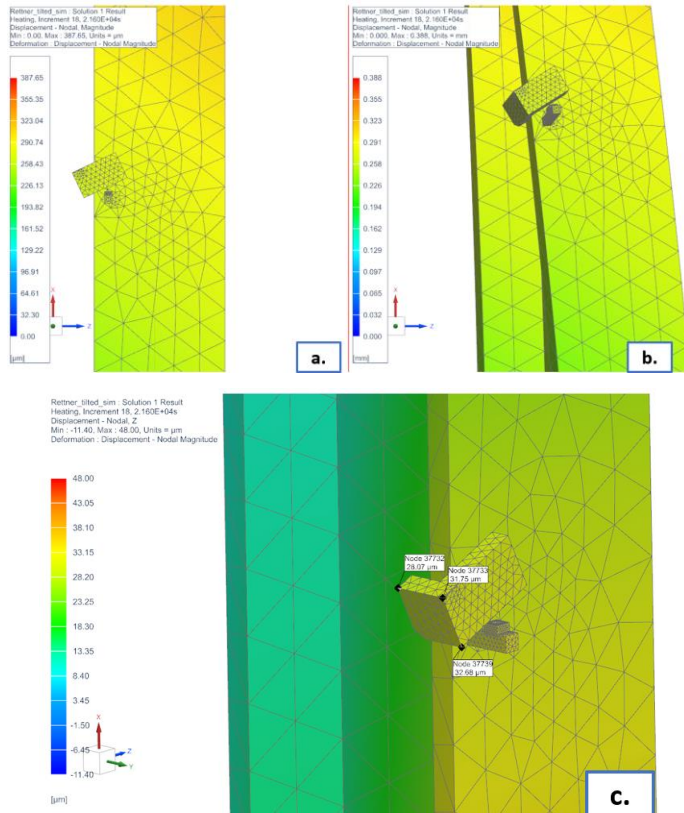 Rettner_tilted_sim : Solution 1 Result
Heating, Increment 18, 2.160E+04s
Displacement - Nodal, Magnitude
Min : 0.00, Max : 387.65, Units = µm
Deformation : Displacement - Nodal Magnitude
387.65
355.35
323.04
290.74
258.43
226.13
193.82
161.52
129.22
96.91
64.61
32.30
0.00
[µm]
X
Z
a.
Rettner_tilted_sim : Solution 1 Result
Heating, Increment 18, 2.160E+04s
Displacement - Nodal, Magnitude
Min : 0.000, Max : 0.388, Units = mm
Deformation : Displacement - Nodal Magnitude
0.388
0.355
0.323
0.291
0.258
0.226
0.194
0.162
0.129
0.097
0.065
0.032
0.000
[mm]
X
Z
b.
Rettner_tilted_sim : Solution 1 Result
Heating, Increment 18, 2.160E+04s
Displacement - Nodal, Z
Min : -11.40, Max : 48.00, Units = µm
Deformation : Displacement - Nodal Magnitude
48.00
43.05
38.10
33.15
28.20
23.25
18.30
13.35
8.40
3.45
-1.50
-6.45
-11.40
[µm]
X
Z
Y
Node 37732
28.07 µm
Node 37733
31.75 µm
Node 37739
32.68 µm
c.